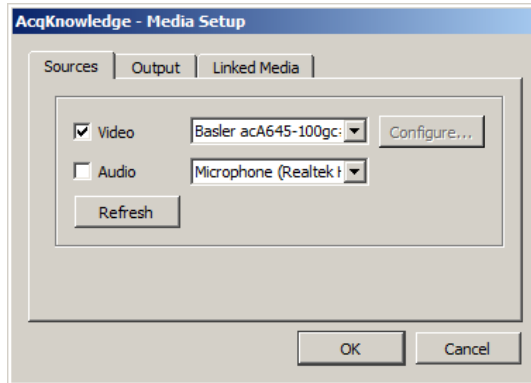 AcqKnowledge - Media Setup
Sources Output Linked Media
Video Basler acA645-100gc: Configure...
Audio Microphone (Realtek H
Refresh
OK Cancel